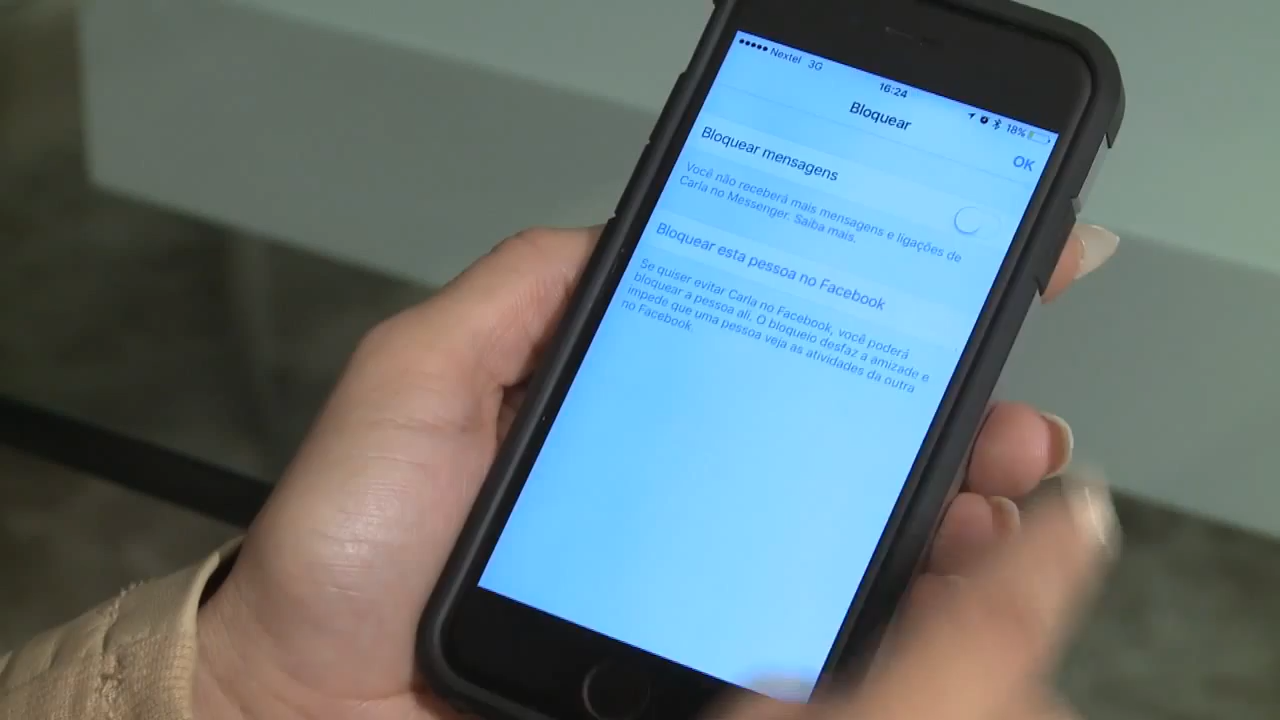 Nextel 3G
16:24
18%
Bloquear
OK
Bloquear mensagens
Você não receberá mais mensagens e ligações de
Carla no Messenger. Saiba mais.
Bloquear esta pessoa no Facebook
Se quiser evitar Carla no Facebook, você poderá
bloquear a pessoa ali. O bloqueio desfaz a amizade e
impede que uma pessoa veja as atividades da outra
no Facebook